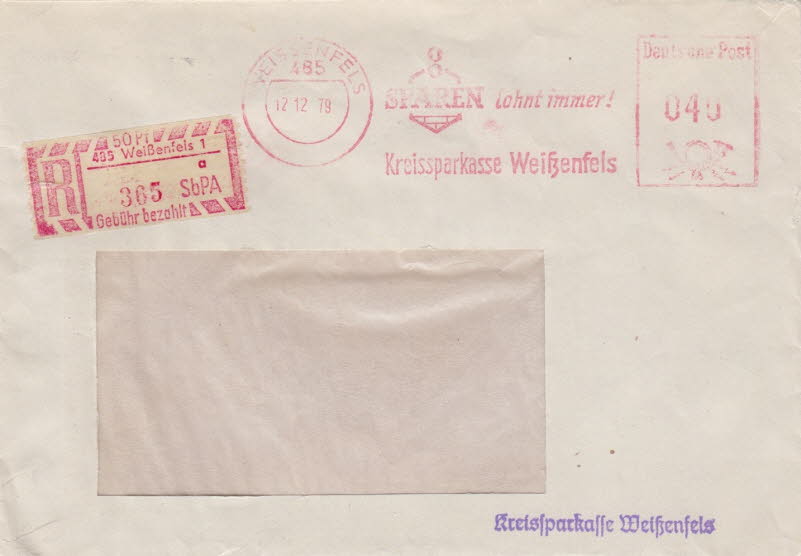 WEISSENFELS
485
12 12 79
SPAREN lohnt immer!
Kreissparkasse Weißenfels
Deutsche Post
040
50 Pf
485 Weißenfels 1
a
R
365 SbPA
Gebühr bezahlt
Kreissparkasse Weißenfels